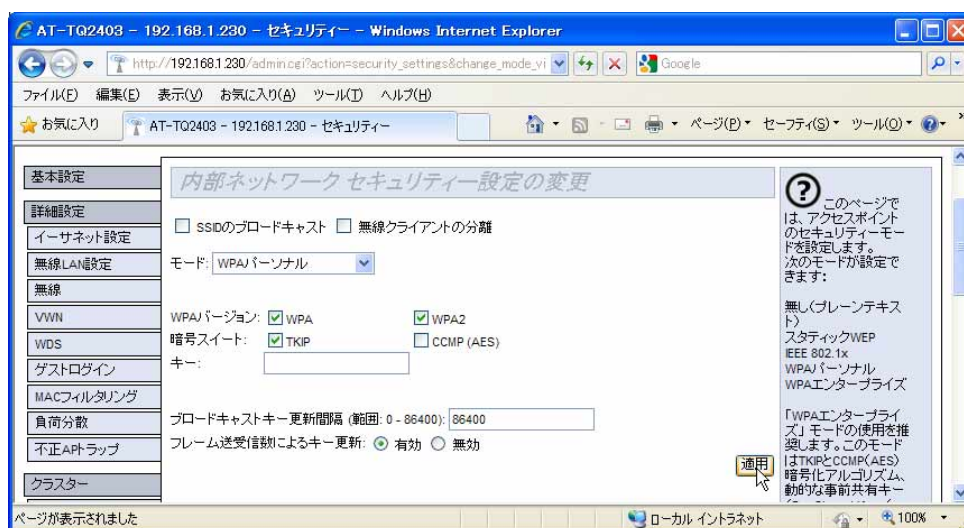 AT-TQ2403 - 192.168.1.230 - セキュリティー - Windows Internet Explorer
http://192.168.1.230/admin.cgi?action=security_settings&change_mode_vi
Google
ファイル(F) 編集(E) 表示(V) お気に入り(A) ツール(T) ヘルプ(H)
お気に入り
AT-TQ2403 - 192.168.1.230 - セキュリティー
ページ(P) セーフティ(S) ツール(O)
基本設定
詳細設定
イーサネット設定
無線LAN設定
無線
VWN
WDS
ゲストログイン
MACフィルタリング
負荷分散
不正APトラップ
クラスター
内部ネットワーク セキュリティー設定の変更
SSIDのブロードキャスト 無線クライアントの分離
モード: WPAパーソナル
WPAバージョン: WPA WPA2
暗号スイート: TKIP CCMP (AES)
キー:
ブロードキャストキー更新間隔 (範囲: 0 - 86400): 86400
フレーム送受信数によるキー更新: 有効 無効
適用
このページで
は、アクセスポイント
のセキュリティーモー
ドを設定します。
次のモードが設定で
きます:
無し(プレーンテキス
ト)
スタティックWEP
IEEE 802.1x
WPAパーソナル
WPAエンタープライズ
「WPAエンタープライ
ズ」モードの使用を推
奨します。このモード
はTKIPとCCMP(AES)
暗号化アルゴリズム、
動的な事前共有キー
ページが表示されました
ローカル イントラネット
100%